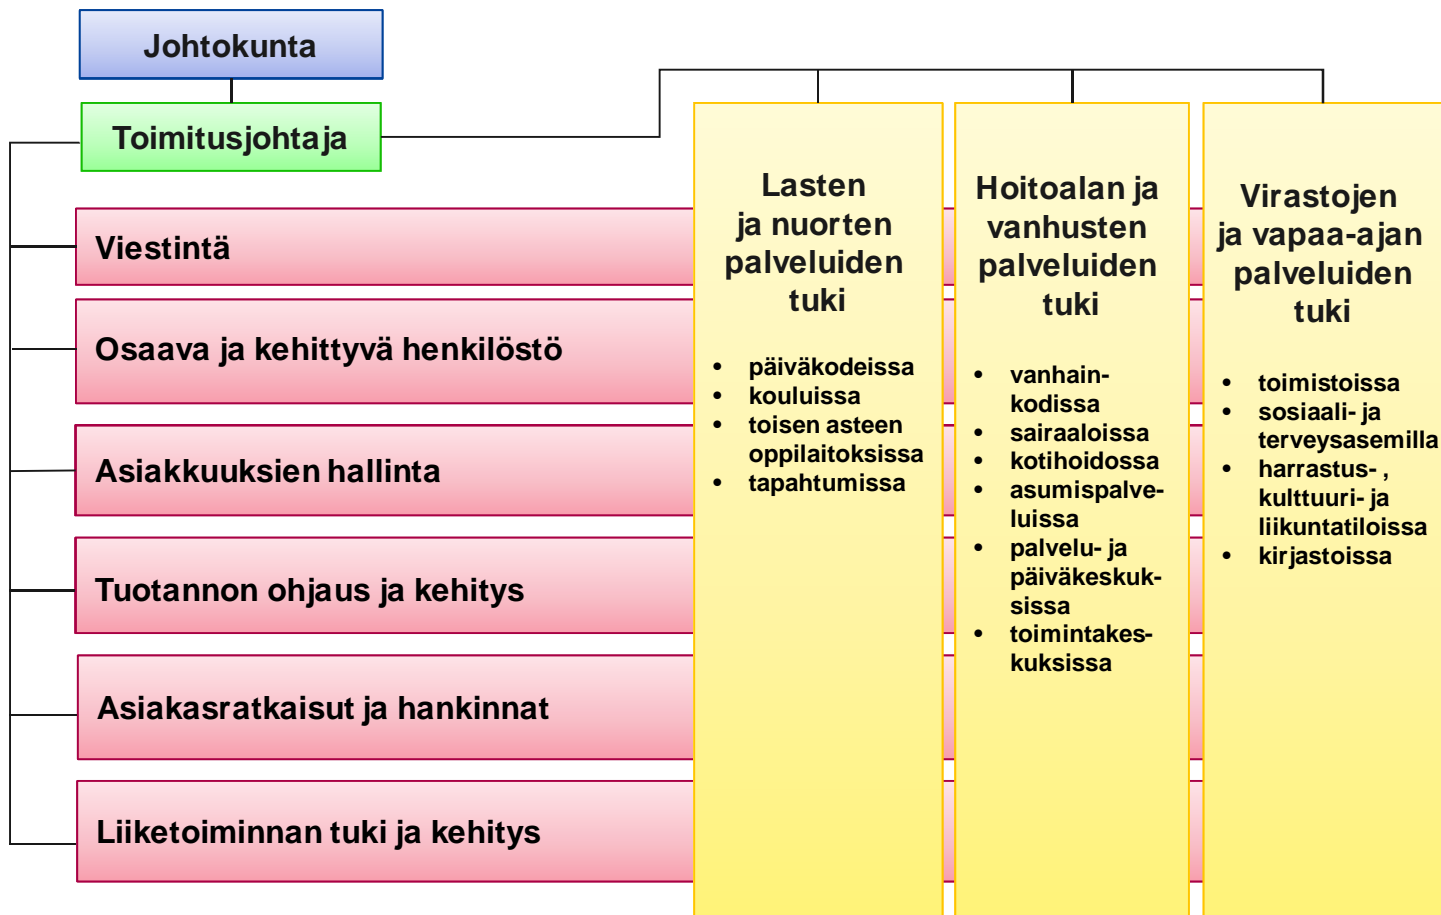 Johtokunta
Toimitusjohtaja
Viestintä
Osaava ja kehittyvä henkilöstö
Asiakkuuksien hallinta
Tuotannon ohjaus ja kehitys
Asiakasratkaisut ja hankinnat
Liiketoiminnan tuki ja kehitys
Lasten
ja nuorten
palveluiden
tuki
• päiväkodeissa
• kouluissa
• toisen asteen
oppilaitoksissa
• tapahtumissa
Hoitoalan ja
vanhusten
palveluiden
tuki
• vanhain-
kodissa
• sairaaloissa
• kotihoidossa
• asumispalve-
luissa
• palvelu- ja
päiväkeskuk-
sissa
• toimintakes-
kuksissa
Virastojen
ja vapaa-ajan
palveluiden
tuki
• toimistoissa
• sosiaali- ja
terveysasemilla
• harrastus- ,
kulttuuri- ja
liikuntatiloissa
• kirjastoissa